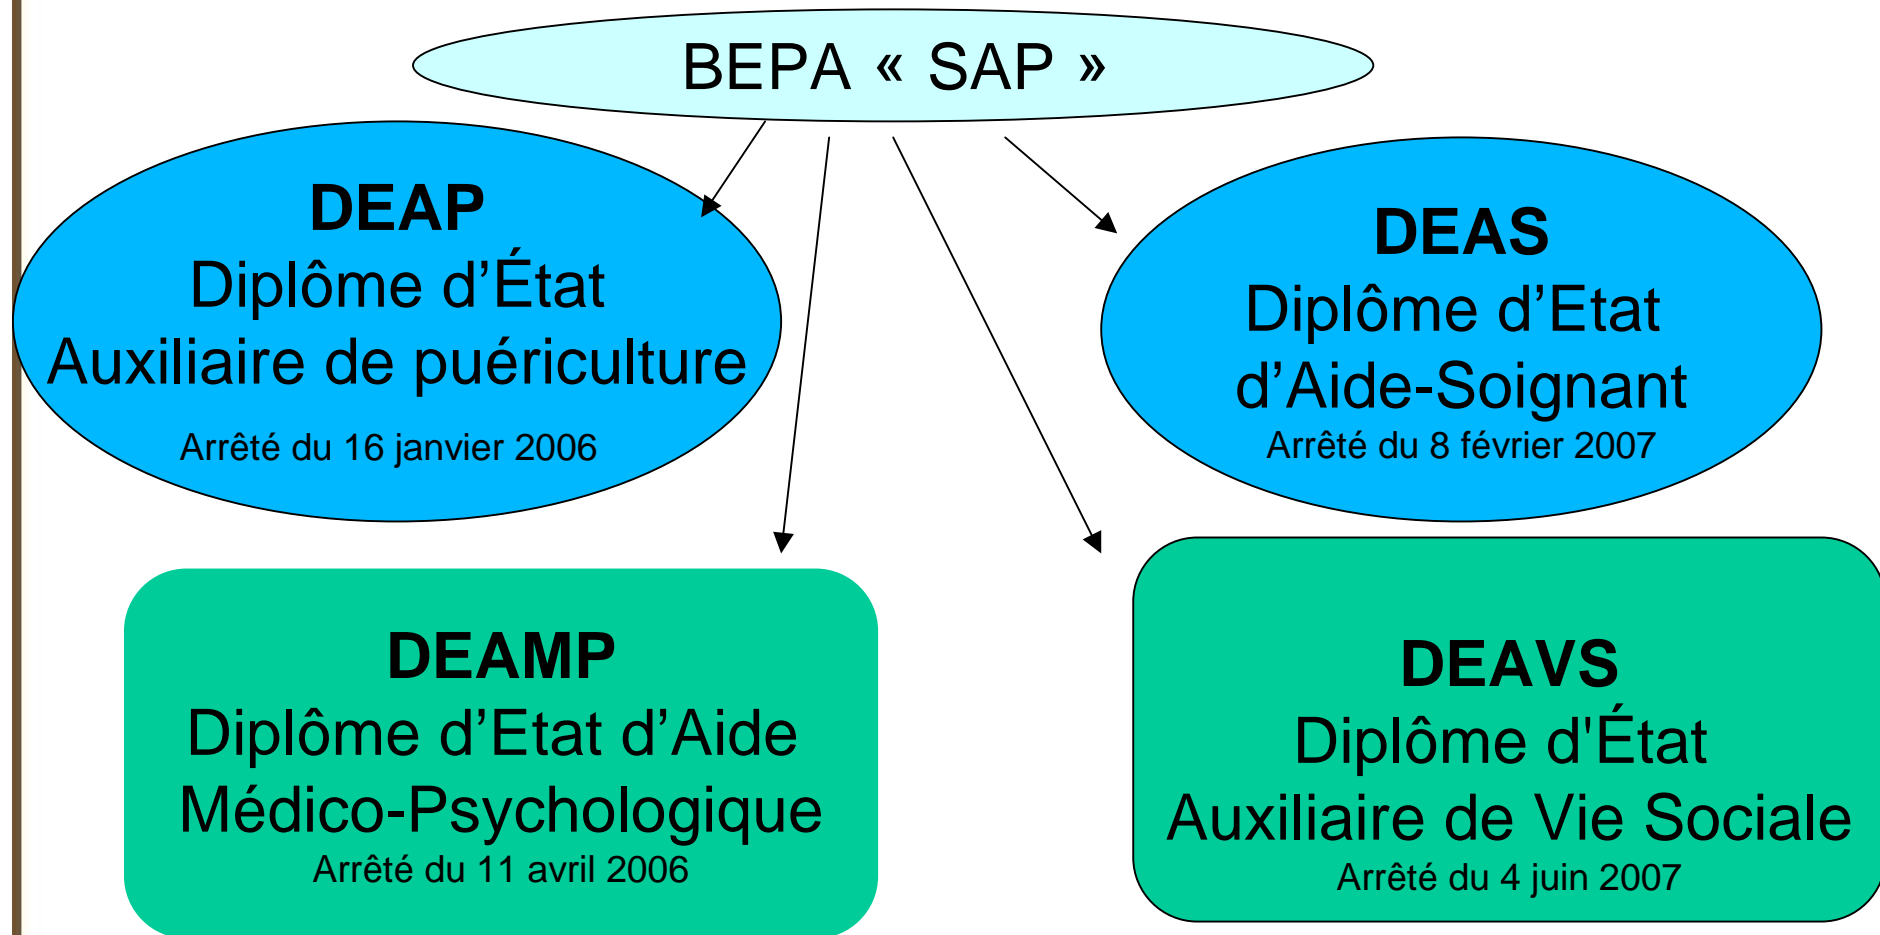 BEPA « SAP »
DEAP
Diplôme d’État
Auxiliaire de puériculture
Arrêté du 16 janvier 2006
DEAS
Diplôme d’Etat
d’Aide-Soignant
Arrêté du 8 février 2007
DEAMP
Diplôme d’Etat d’Aide
Médico-Psychologique
Arrêté du 11 avril 2006
DEAVS
Diplôme d'État
Auxiliaire de Vie Sociale
Arrêté du 4 juin 2007